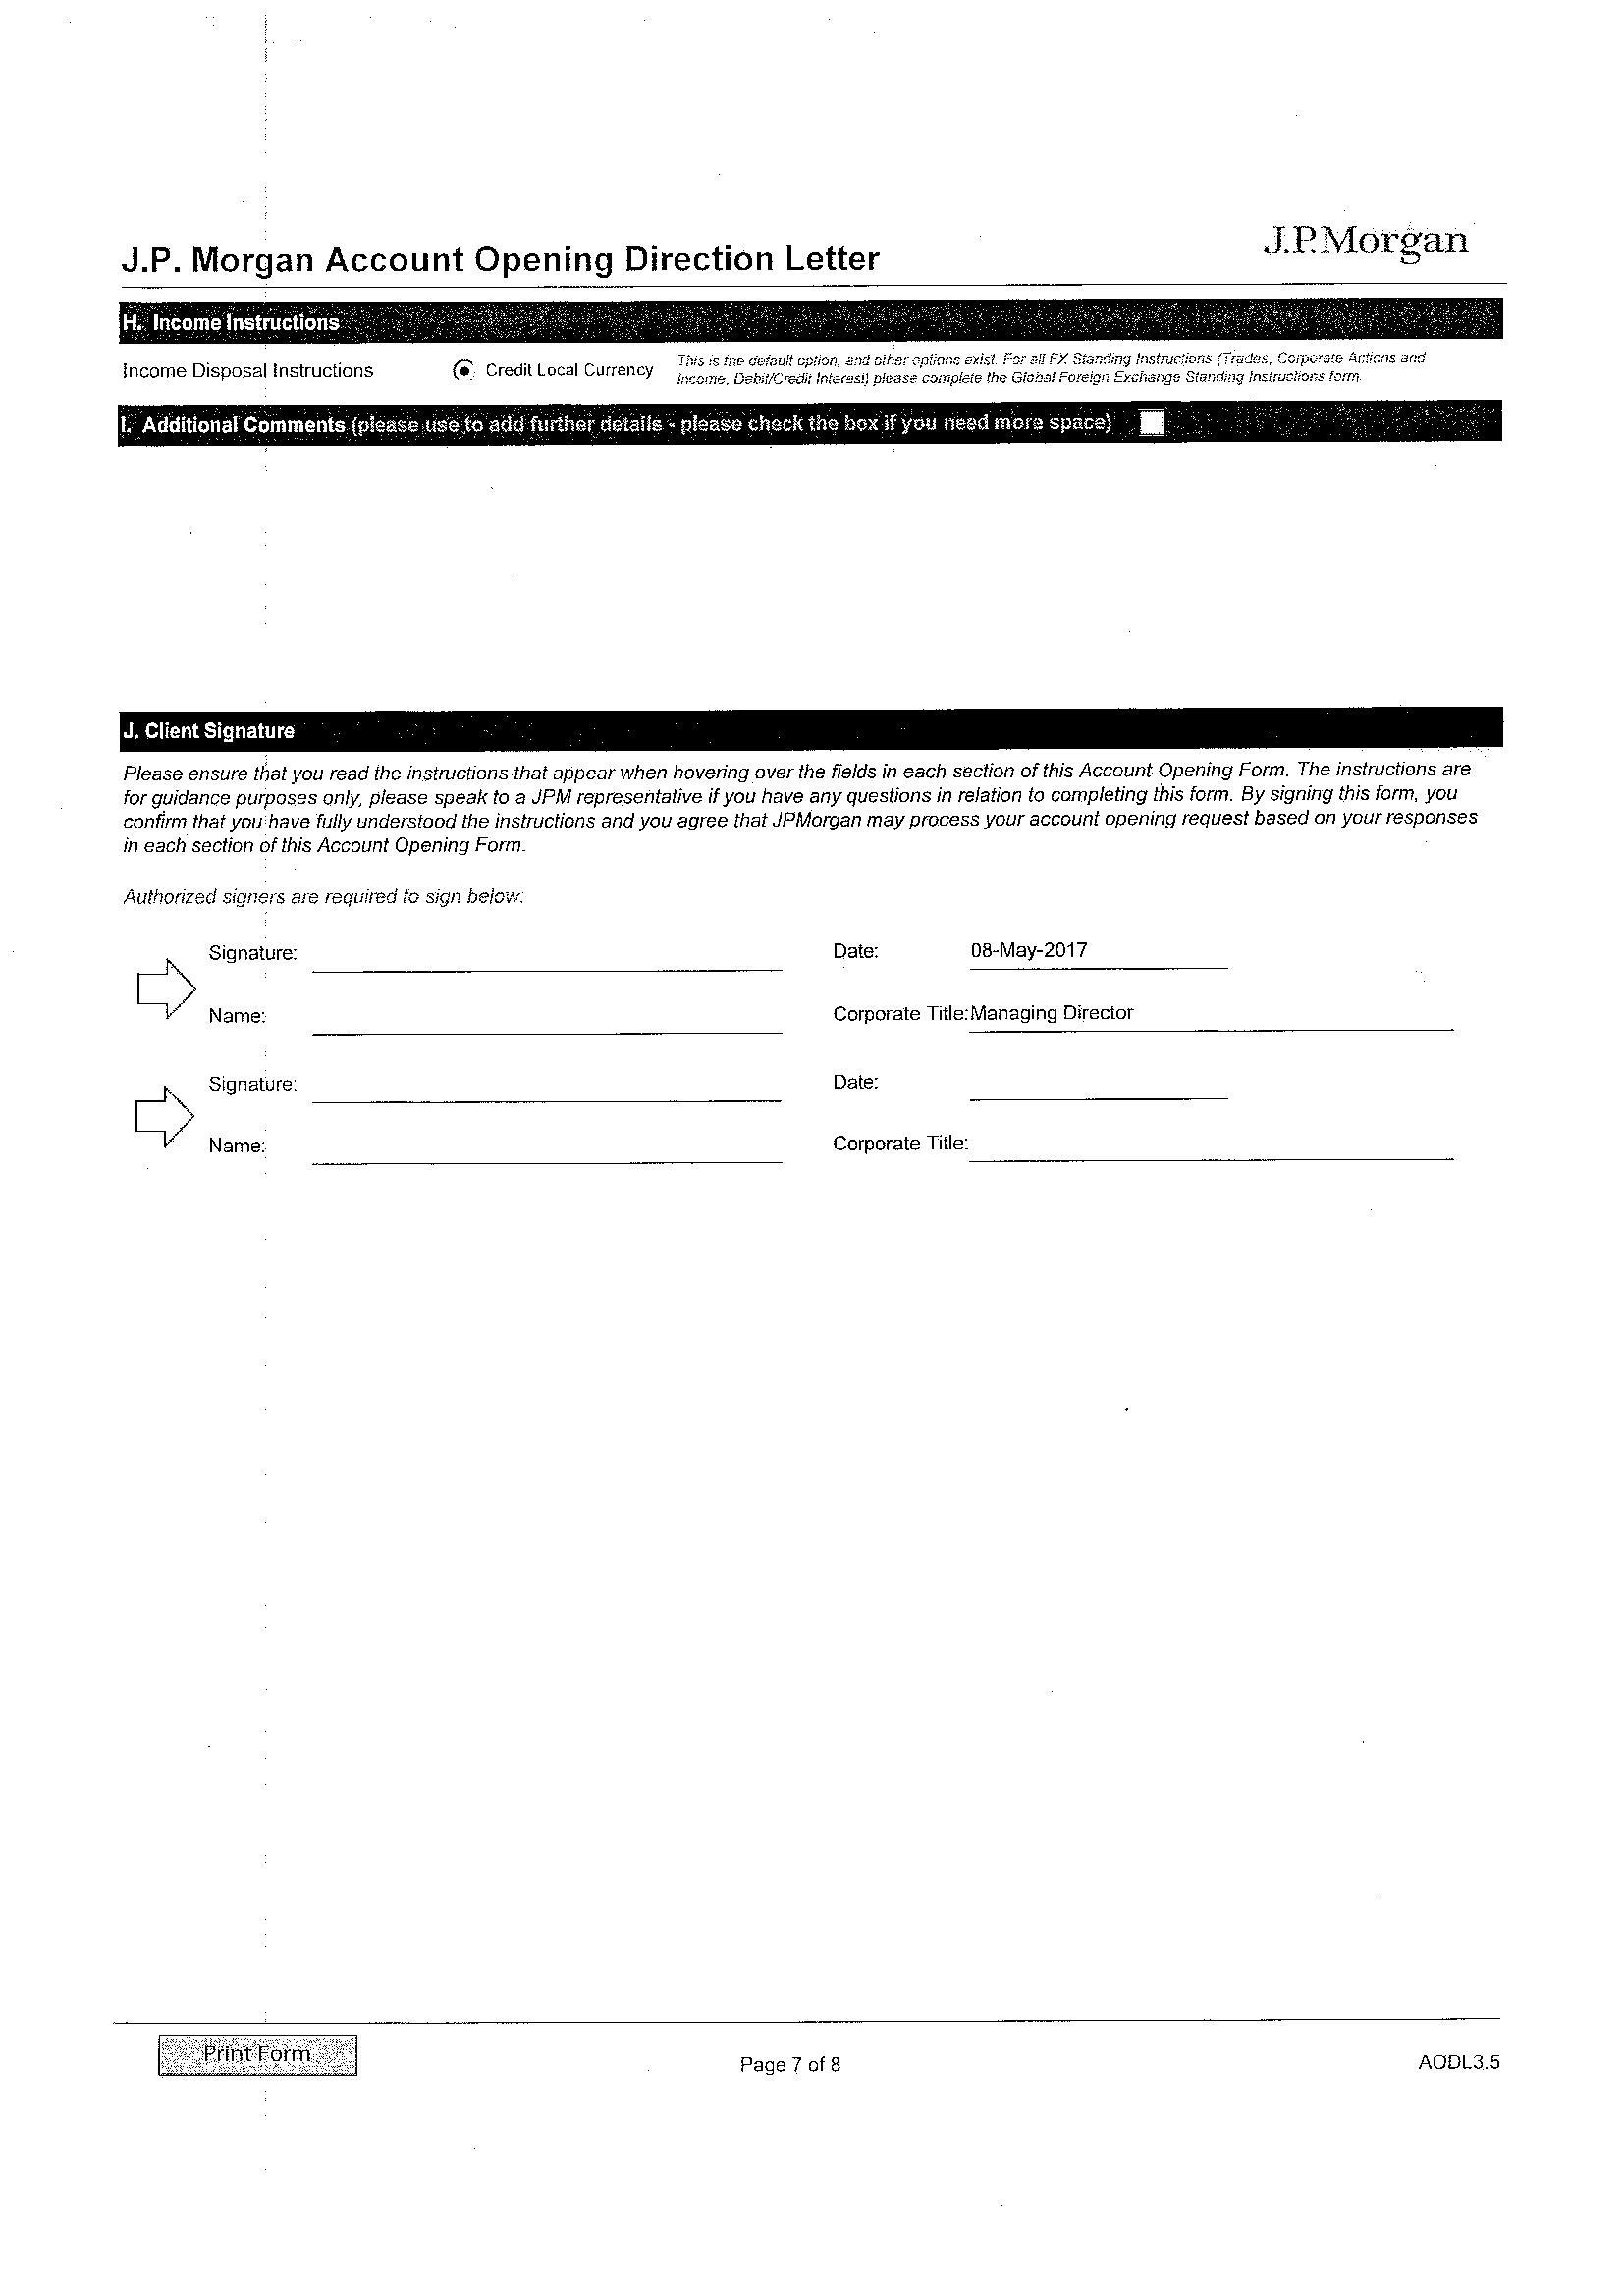 J.P. Morgan Account Opening Direction Letter
J.P.Morgan
H. Income Instructions
Income Disposal Instructions
Credit Local Currency
This is the default option, and other options exist. For all FX Standing Instructions (Trades, Corporate Actions and
Income, Debit/Credit Interest) please complete the Global Foreign Exchange Standing Instructions form.
I. Additional Comments (please use to add further details - please check the box if you need more space)
J. Client Signature
Please ensure that you read the instructions that appear when hovering over the fields in each section of this Account Opening Form. The instructions are
for guidance purposes only, please speak to a JPM representative if you have any questions in relation to completing this form. By signing this form, you
confirm that you have fully understood the instructions and you agree that JPMorgan may process your account opening request based on your responses
in each section of this Account Opening Form.
Authorized signers are required to sign below:
Signature:
Date: 08-May-2017
Name:
Corporate Title: Managing Director
Signature:
Date:
Name:
Corporate Title:
Print Form
Page 7 of 8
AODL3.5